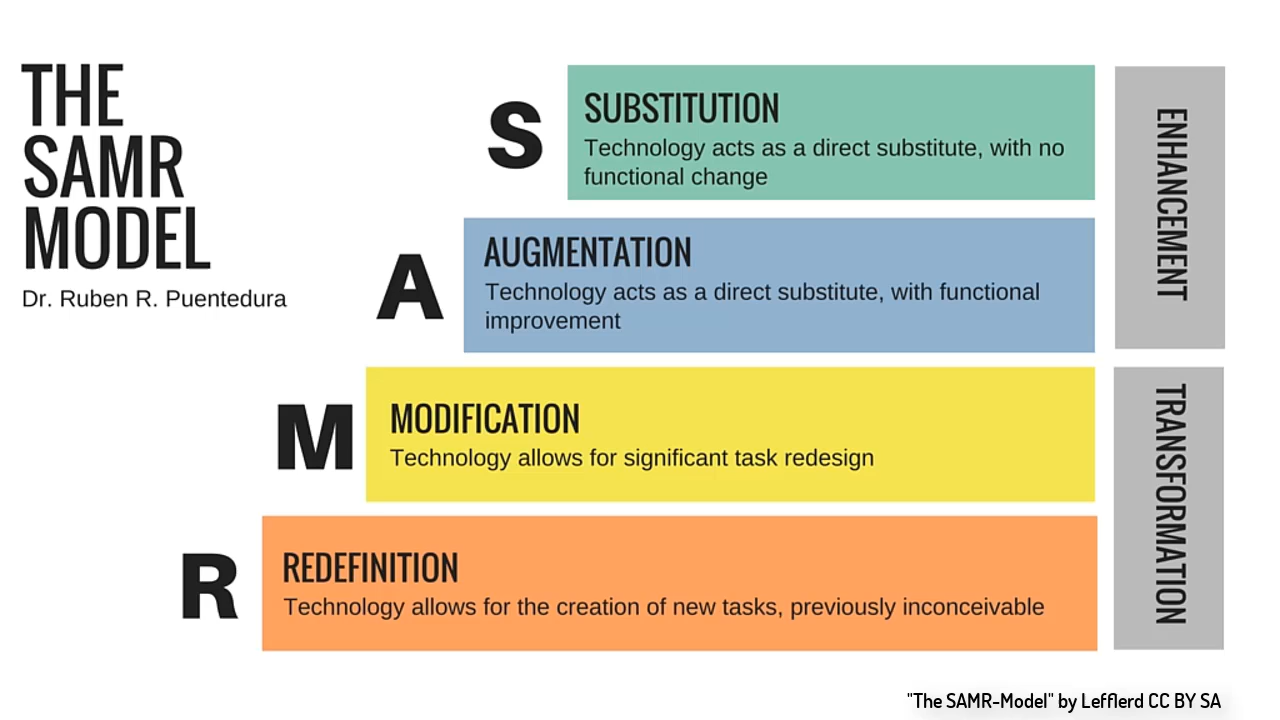 THE
SAMR
MODEL
Dr. Ruben R. Puentedura
S
SUBSTITUTION
Technology acts as a direct substitute, with no
functional change
A
AUGMENTATION
Technology acts as a direct substitute, with functional
improvement
ENHANCEMENT
M
MODIFICATION
Technology allows for significant task redesign
R
REDEFINITION
Technology allows for the creation of new tasks, previously inconceivable
TRANSFORMATION
"The SAMR-Model" by Lefflerd CC BY SA